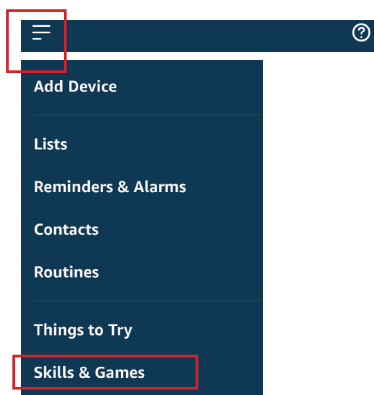 ?
Add Device
Lists
Reminders & Alarms
Contacts
Routines
Things to Try
Skills & Games